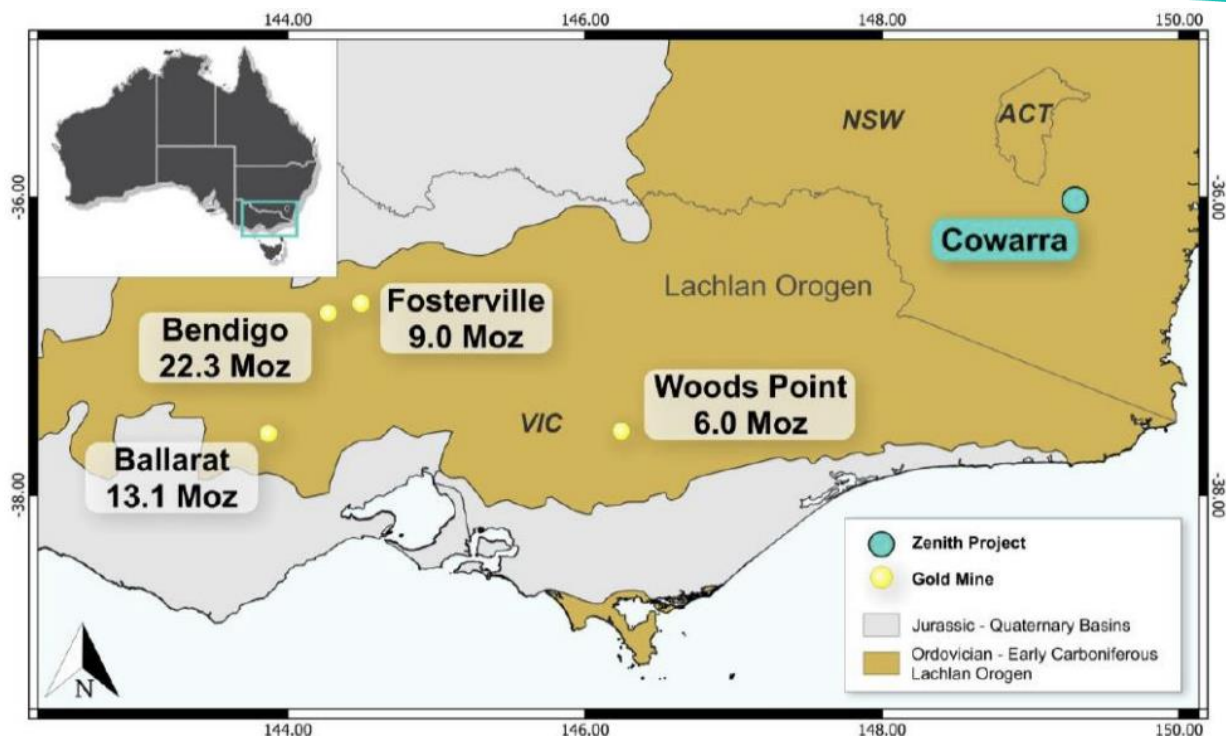 144.00
146.00
148.00
150.00
-36.00
-36.00
NSW
ACT
Cowarra
Lachlan Orogen
Fosterville
9.0 Moz
Bendigo
22.3 Moz
Woods Point
6.0 Moz
VIC
Ballarat
13.1 Moz
-38.00
-38.00
Zenith Project
Gold Mine
Jurassic - Quaternary Basins
Ordovician - Early Carboniferous
Lachlan Orogen
N
144.00
146.00
148.00
150.00